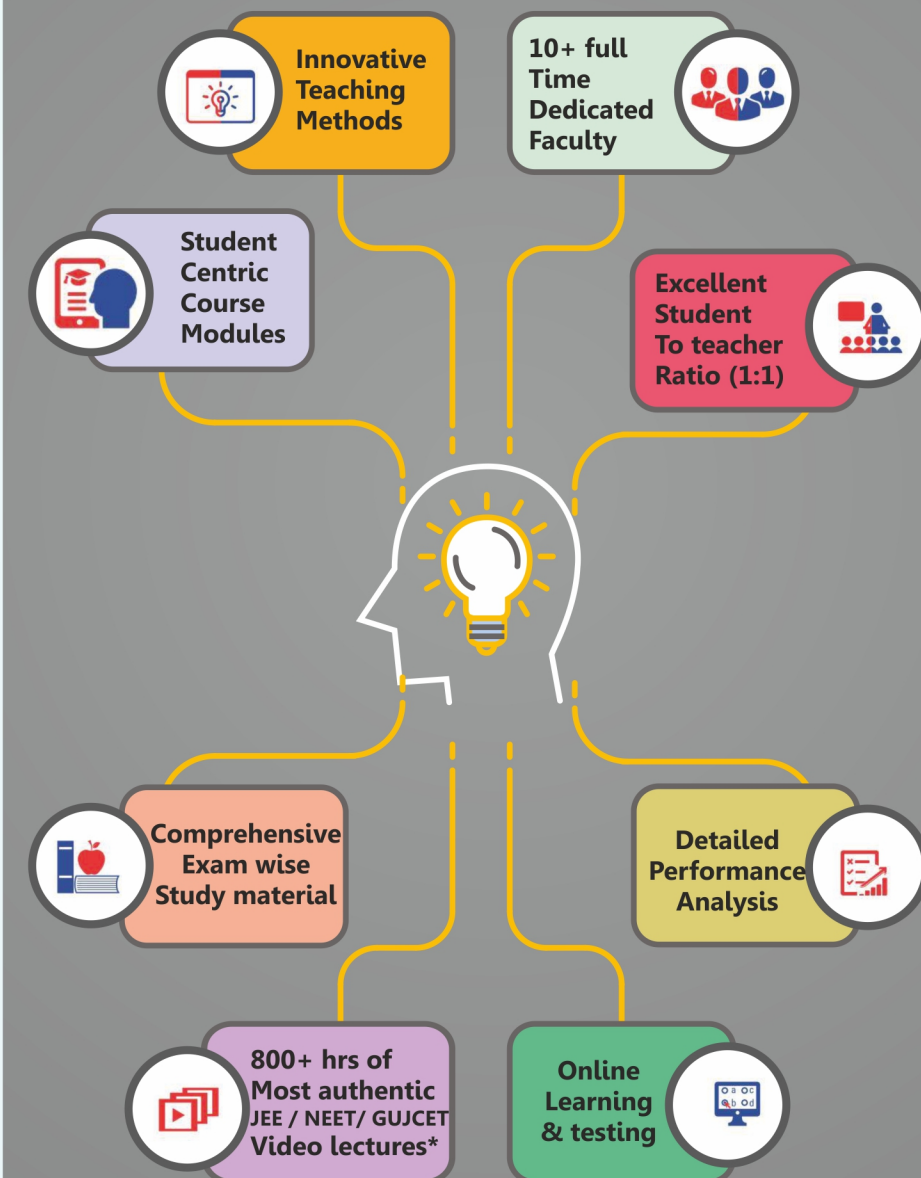 Innovative
Teaching
Methods
10+ full
Time
Dedicated
Faculty
Student
Centric
Course
Modules
Excellent
Student
To teacher
Ratio (1:1)
Comprehensive
Exam wise
Study material
Detailed
Performance
Analysis
800+ hrs of
Most authentic
JEE / NEET/ GUJCET
Video lectures*
Online
Learning
& testing
a c
b d